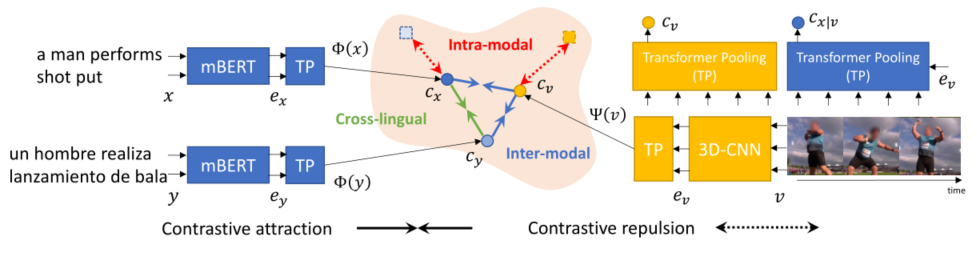 a man performs
shot put
x
mBERT
e_x
TP
Φ(x)
un hombre realiza
lanzamiento de bala
y
mBERT
e_y
TP
Φ(y)
Intra-modal
c_x
c_v
Cross-lingual
c_y
Inter-modal
Ψ(v)
c_v
Transformer Pooling
(TP)
c_{x|v}
Transformer Pooling
(TP)
e_v
TP
3D-CNN
e_v
v
time
Contrastive attraction
Contrastive repulsion